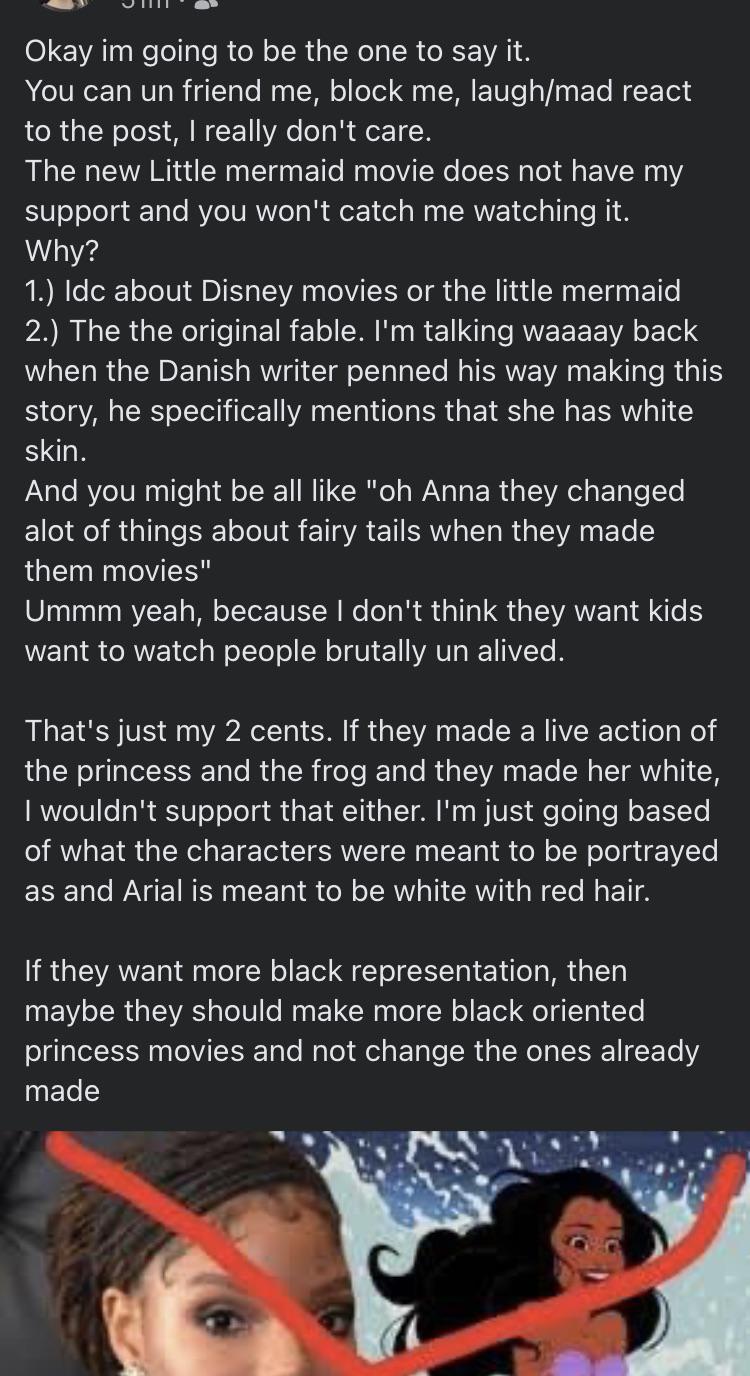 Okay im going to be the one to say it.
You can un friend me, block me, laugh/mad react
to the post, I really don't care.
The new Little mermaid movie does not have my
support and you won't catch me watching it.
Why?
1.) Idc about Disney movies or the little mermaid
2.) The the original fable. I'm talking waaaay back
when the Danish writer penned his way making this
story, he specifically mentions that she has white
skin.
And you might be all like "oh Anna they changed
alot of things about fairy tails when they made
them movies"
Ummm yeah, because I don't think they want kids
want to watch people brutally un alived.
That's just my 2 cents. If they made a live action of
the princess and the frog and they made her white,
I wouldn't support that either. I'm just going based
of what the characters were meant to be portrayed
as and Arial is meant to be white with red hair.
If they want more black representation, then
maybe they should make more black oriented
princess movies and not change the ones already
made